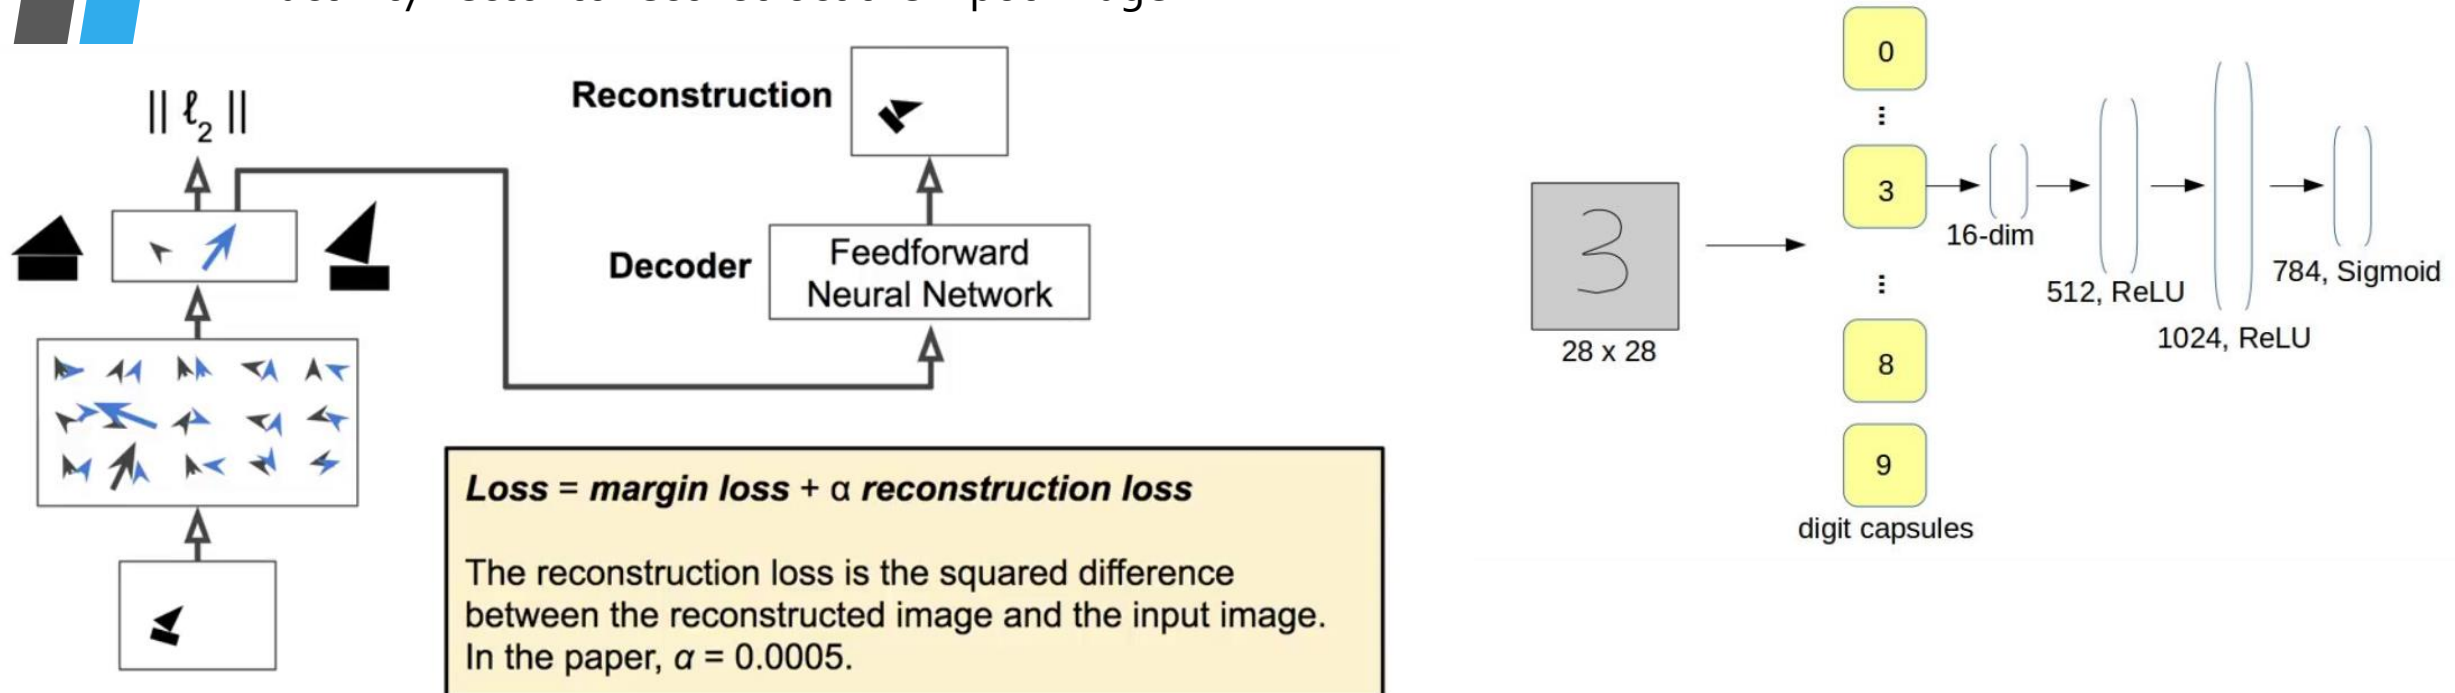 || ℓ2 ||
Reconstruction
Decoder
Feedforward
Neural Network
Loss = margin loss + α reconstruction loss
The reconstruction loss is the squared difference
between the reconstructed image and the input image.
In the paper, α = 0.0005.
3
28 x 28
0
...
3
...
8
9
digit capsules
16-dim
512, ReLU
1024, ReLU
784, Sigmoid